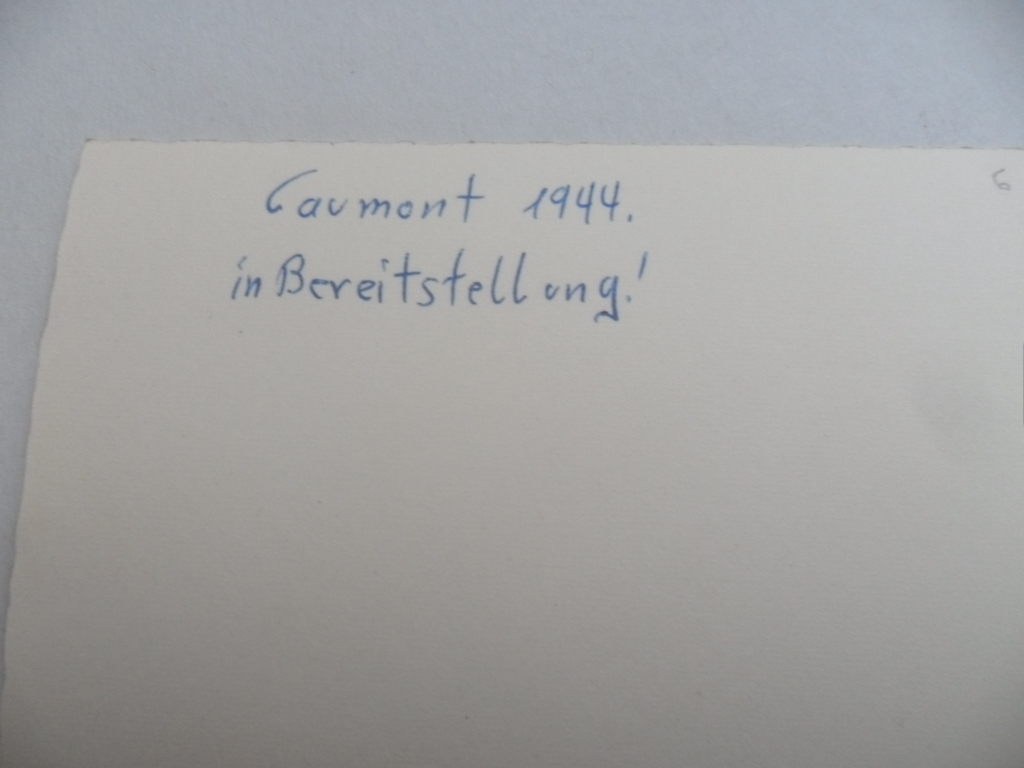 Caumont 1944.
in Bereitstellung!
6